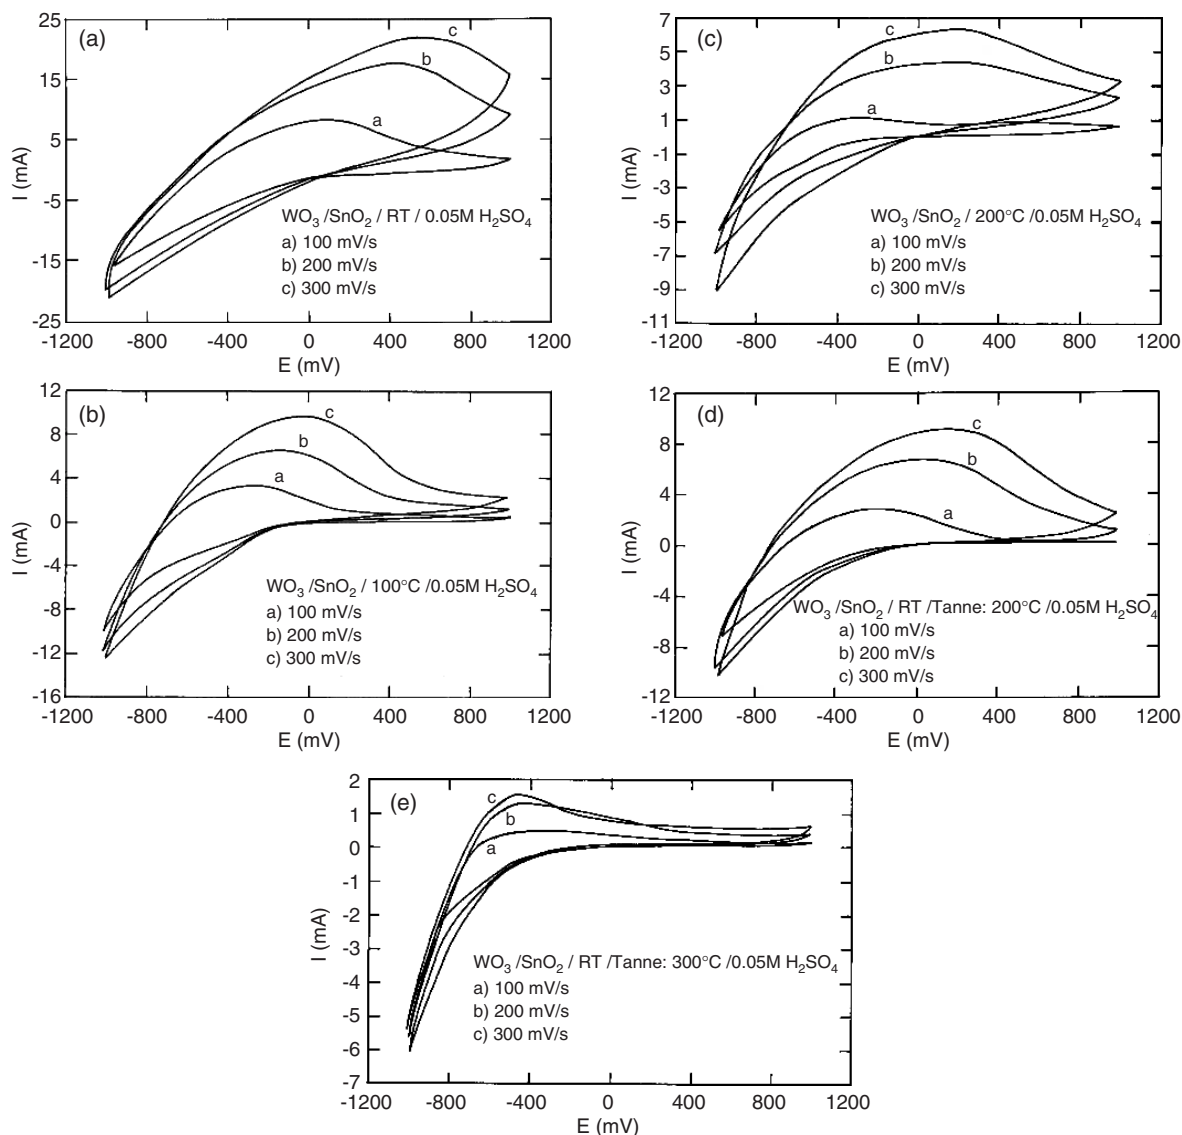 (a)
25
15
5
-5
-15
-25
I (mA)
c
b
a
WO3 /SnO2 / RT / 0.05M H2SO4
a) 100 mV/s
b) 200 mV/s
c) 300 mV/s
-1200 -800 -400 0 400 800 1200
E (mV)
(c)
7
5
3
1
-1
-3
-5
-7
-9
-11
I (mA)
c
b
a
WO3 /SnO2 / 200°C /0.05M H2SO4
a) 100 mV/s
b) 200 mV/s
c) 300 mV/s
-1200 -800 -400 0 400 800 1200
E (mV)
(b)
12
8
4
0
-4
-8
-12
-16
I (mA)
c
b
a
WO3 /SnO2 / 100°C /0.05M H2SO4
a) 100 mV/s
b) 200 mV/s
c) 300 mV/s
-1200 -800 -400 0 400 800 1200
E (mV)
(d)
12
8
4
0
-4
-8
-12
I (mA)
c
b
a
WO3 /SnO2 / RT /Tanne: 200°C /0.05M H2SO4
a) 100 mV/s
b) 200 mV/s
c) 300 mV/s
-1200 -800 -400 0 400 800 1200
E (mV)
(e)
2
1
0
-1
-2
-3
-4
-5
-6
-7
I (mA)
c
b
a
WO3 /SnO2 / RT /Tanne: 300°C /0.05M H2SO4
a) 100 mV/s
b) 200 mV/s
c) 300 mV/s
-1200 -800 -400 0 400 800 1200
E (mV)